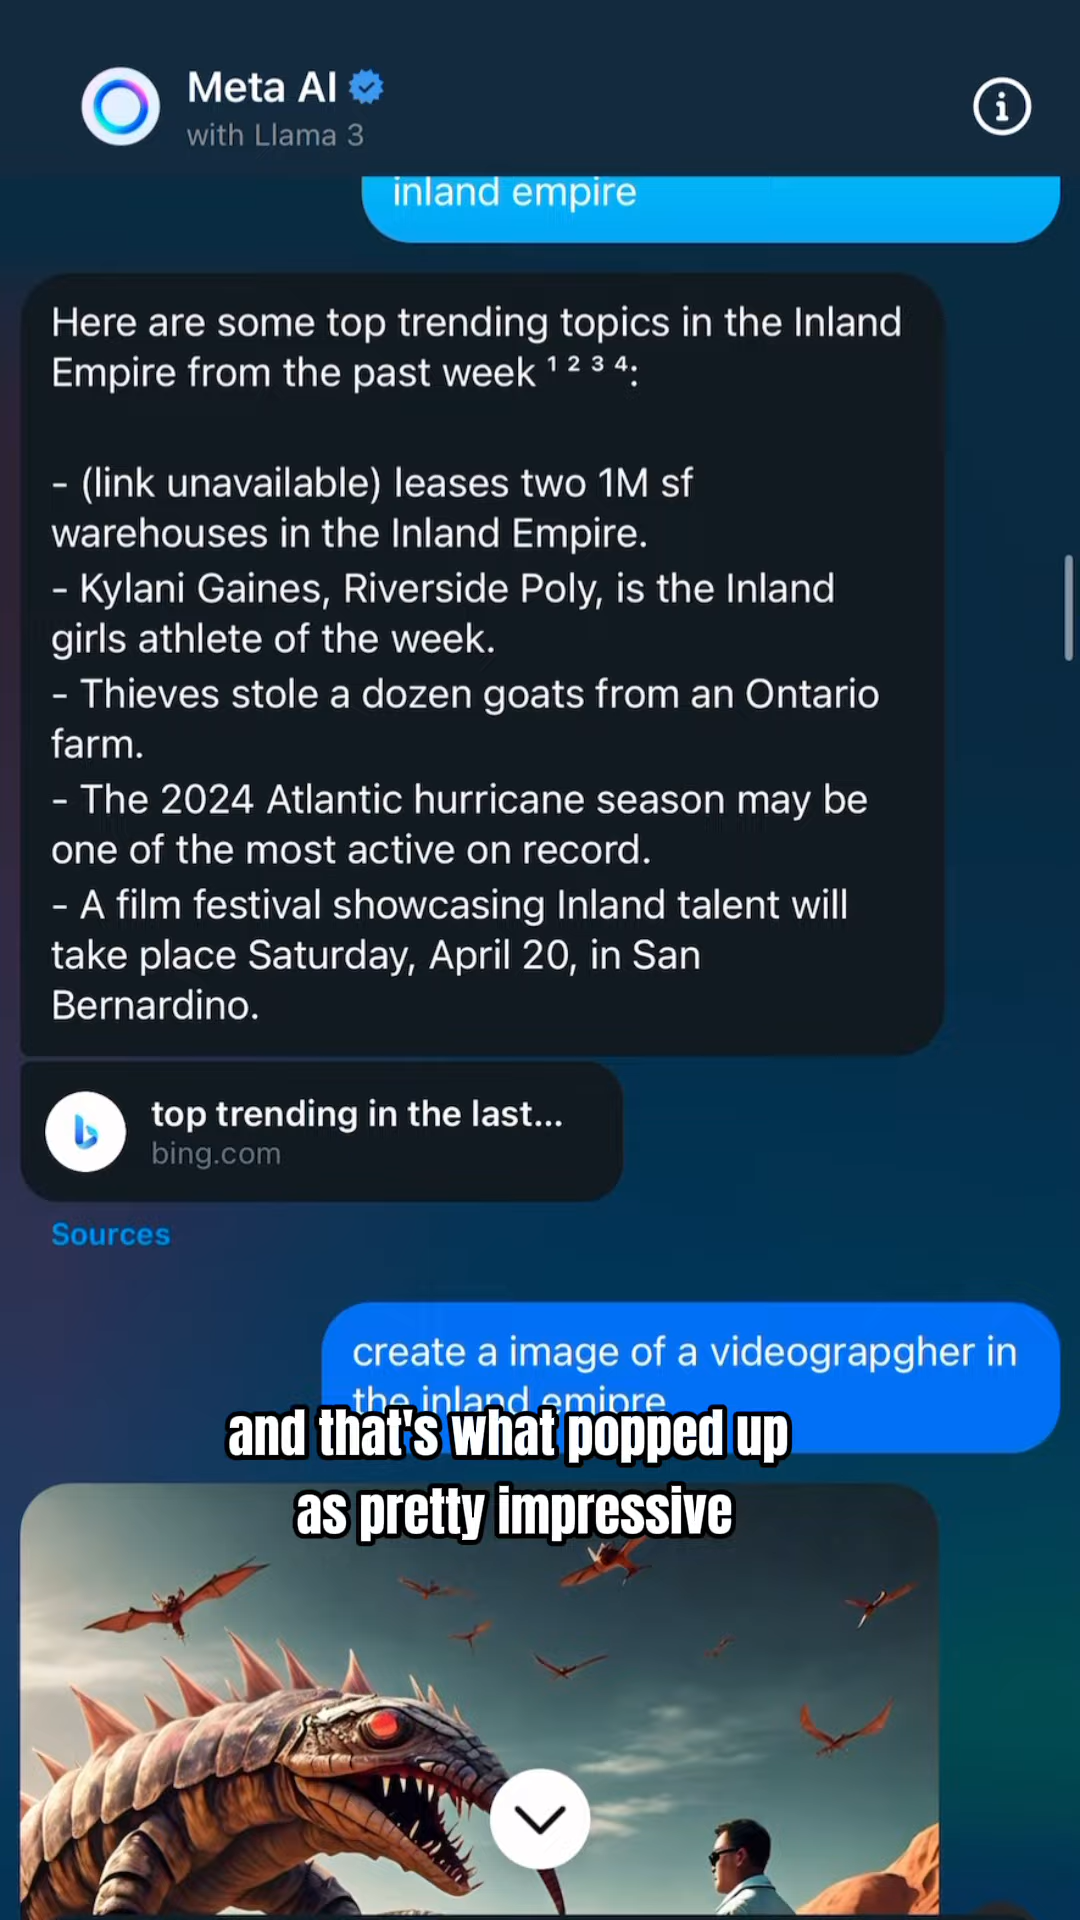 Meta AI
with Llama 3
inland empire
Here are some top trending topics in the Inland
Empire from the past week ¹ ² ³ ⁴:
- (link unavailable) leases two 1M sf
warehouses in the Inland Empire.
- Kylani Gaines, Riverside Poly, is the Inland
girls athlete of the week.
- Thieves stole a dozen goats from an Ontario
farm.
- The 2024 Atlantic hurricane season may be
one of the most active on record.
- A film festival showcasing Inland talent will
take place Saturday, April 20, in San
Bernardino.
top trending in the last...
bing.com
Sources
create a image of a videograpgher in
the inland emipre
and that's what popped up
as pretty impressive